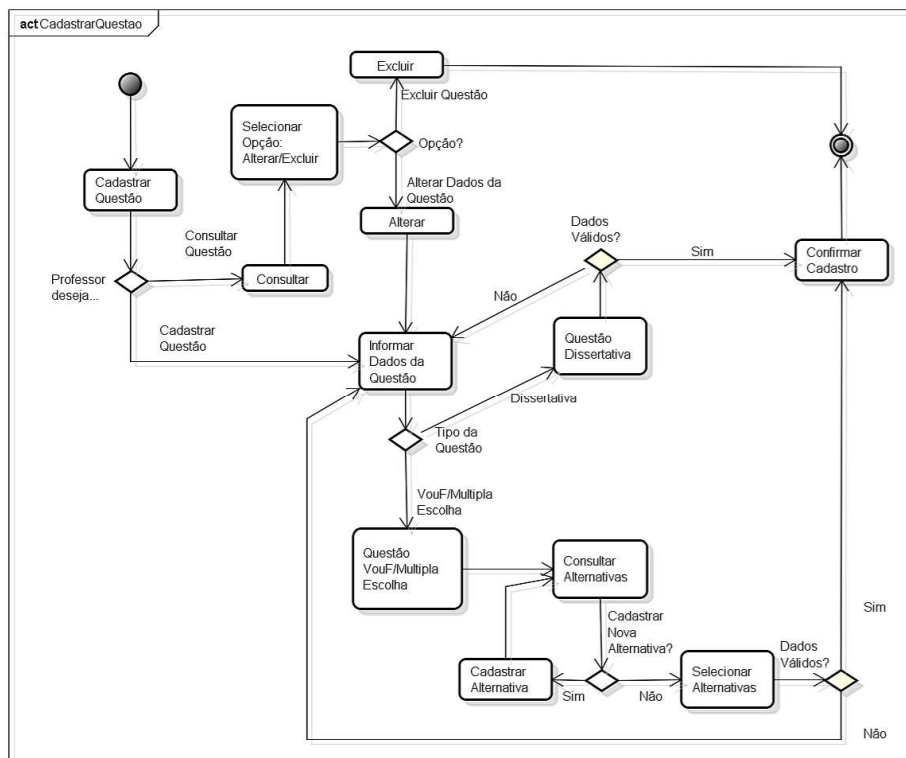 act CadastrarQuestao
Excluir
Excluir Questão
Selecionar
Opção:
Alterar/Excluir
Opção?
Cadastrar
Questão
Alterar Dados da
Questão
Alterar
Consultar
Questão
Dados
Válidos?
Sim
Confirmar
Cadastro
Professor
deseja...
Consultar
Não
Cadastrar
Questão
Informar
Dados da
Questão
Questão
Dissertativa
Dissertativa
Tipo da
Questão
VouF/Multipla
Escolha
Questão
VouF/Multipla
Escolha
Consultar
Alternativas
Cadastrar
Nova
Alternativa?
Sim
Dados
Válidos?
Cadastrar
Alternativa
Sim
Não
Selecionar
Alternativas
Não